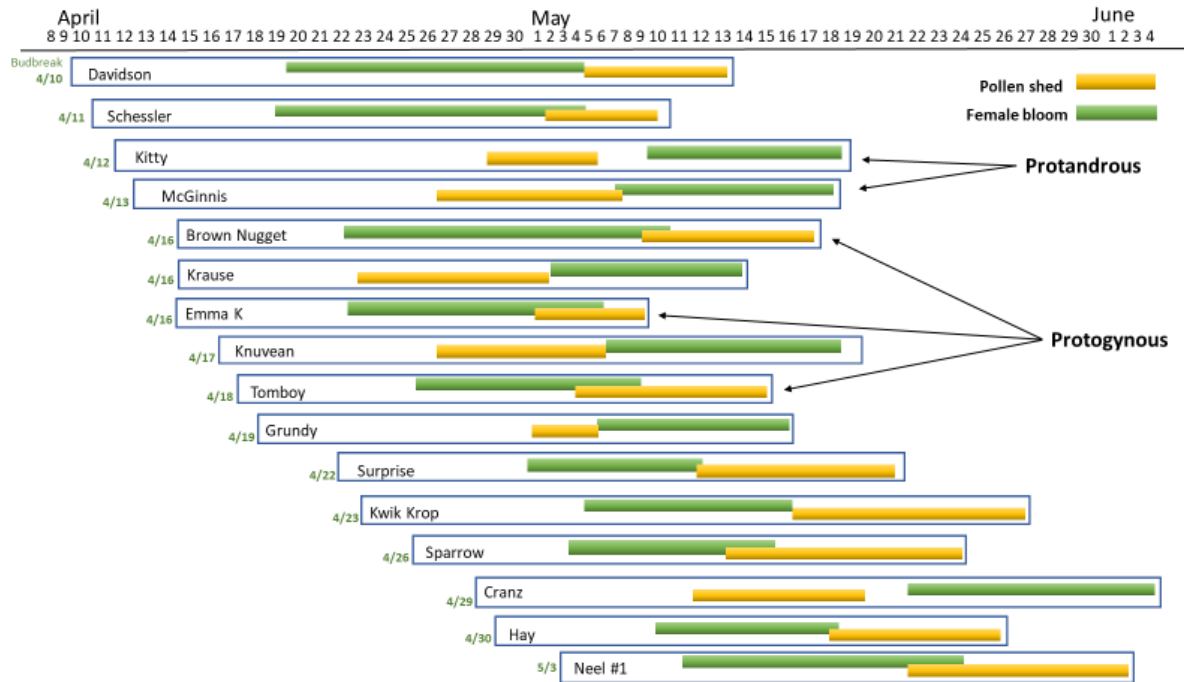 April May June
8 9 10 11 12 13 14 15 16 17 18 19 20 21 22 23 24 25 26 27 28 29 30 1 2 3 4 5 6 7 8 9 10 11 12 13 14 15 16 17 18 19 20 21 22 23 24 25 26 27 28 29 30 1 2 3 4
Budbreak
4/10 Davidson
Pollen shed
4/11 Schessler
Female bloom
4/12 Kitty
Protandrous
4/13 McGinnis
4/16 Brown Nugget
4/16 Krause
4/16 Emma K
Protogynous
4/17 Knuvean
4/18 Tomboy
4/19 Grundy
4/22 Surprise
4/23 Kwik Krop
4/26 Sparrow
4/29 Cranz
4/30 Hay
5/3 Neel #1